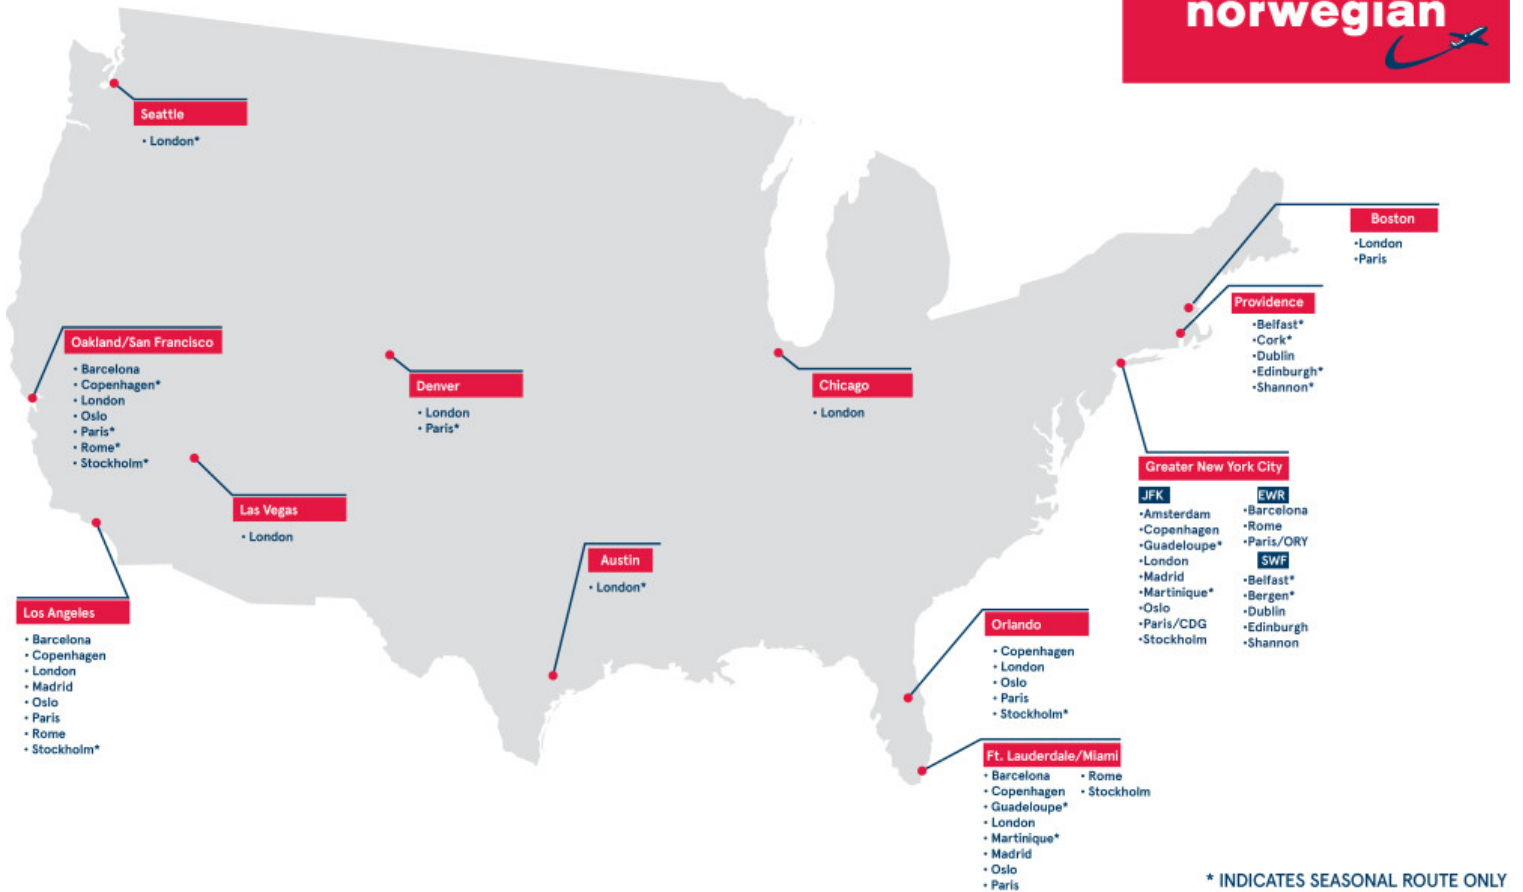 norwegian
Seattle
• London*
Boston
•London
•Paris
Providence
•Belfast*
•Cork*
•Dublin
•Edinburgh*
•Shannon*
Oakland/San Francisco
• Barcelona
• Copenhagen*
• London
• Oslo
• Paris*
• Rome*
• Stockholm*
Denver
• London
• Paris*
Chicago
• London
Greater New York City
JFK
•Amsterdam
•Copenhagen
•Guadeloupe*
•London
•Madrid
•Martinique*
•Oslo
•Paris/CDG
•Stockholm
EWR
•Barcelona
•Rome
•Paris/ORY
SWF
•Belfast*
•Bergen*
•Dublin
•Edinburgh
•Shannon
Las Vegas
• London
Austin
• London*
Los Angeles
• Barcelona
• Copenhagen
• London
• Madrid
• Oslo
• Paris
• Rome
• Stockholm*
Orlando
• Copenhagen
• London
• Oslo
• Paris
• Stockholm*
Ft. Lauderdale/Miami
• Barcelona
• Copenhagen
• Guadeloupe*
• London
• Martinique*
• Madrid
• Oslo
• Paris
• Rome
• Stockholm
* INDICATES SEASONAL ROUTE ONLY